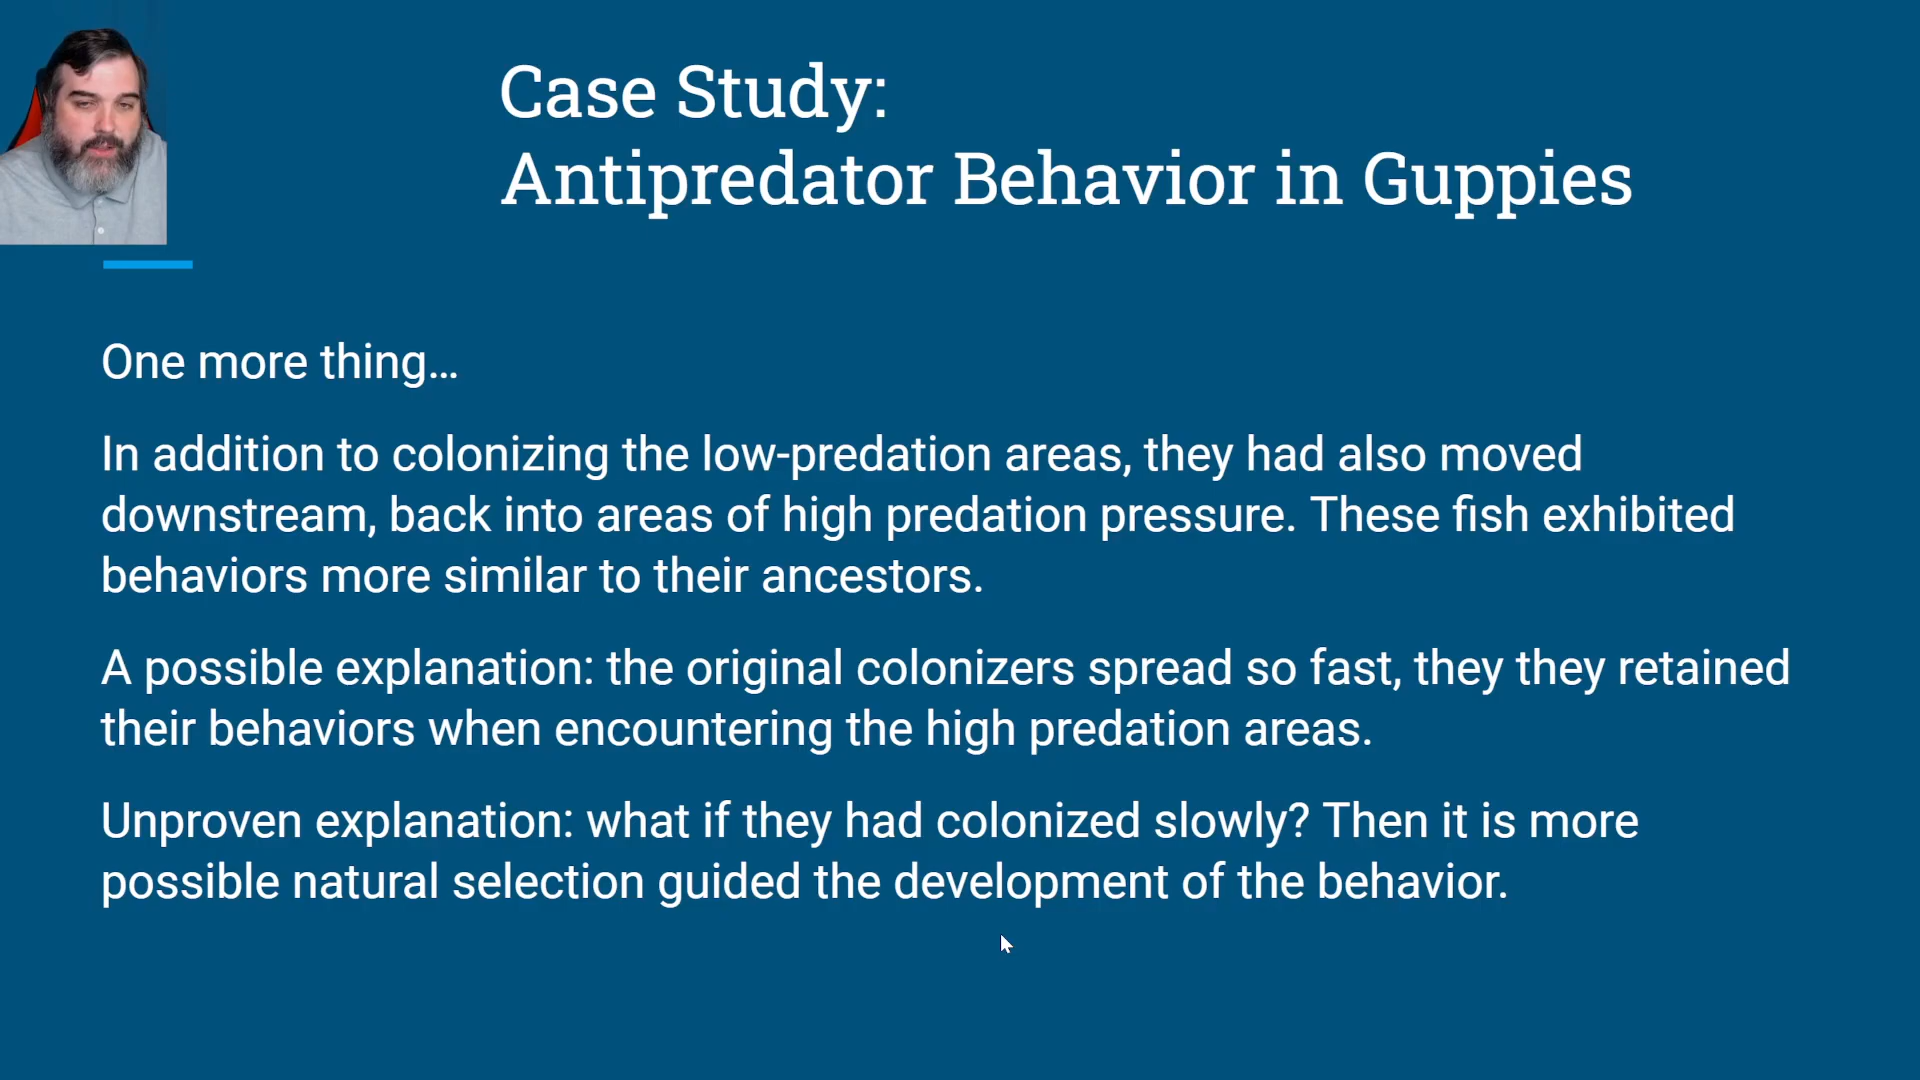 Case Study:
Antipredator Behavior in Guppies
One more thing…
In addition to colonizing the low-predation areas, they had also moved
downstream, back into areas of high predation pressure. These fish exhibited
behaviors more similar to their ancestors.
A possible explanation: the original colonizers spread so fast, they they retained
their behaviors when encountering the high predation areas.
Unproven explanation: what if they had colonized slowly? Then it is more
possible natural selection guided the development of the behavior.